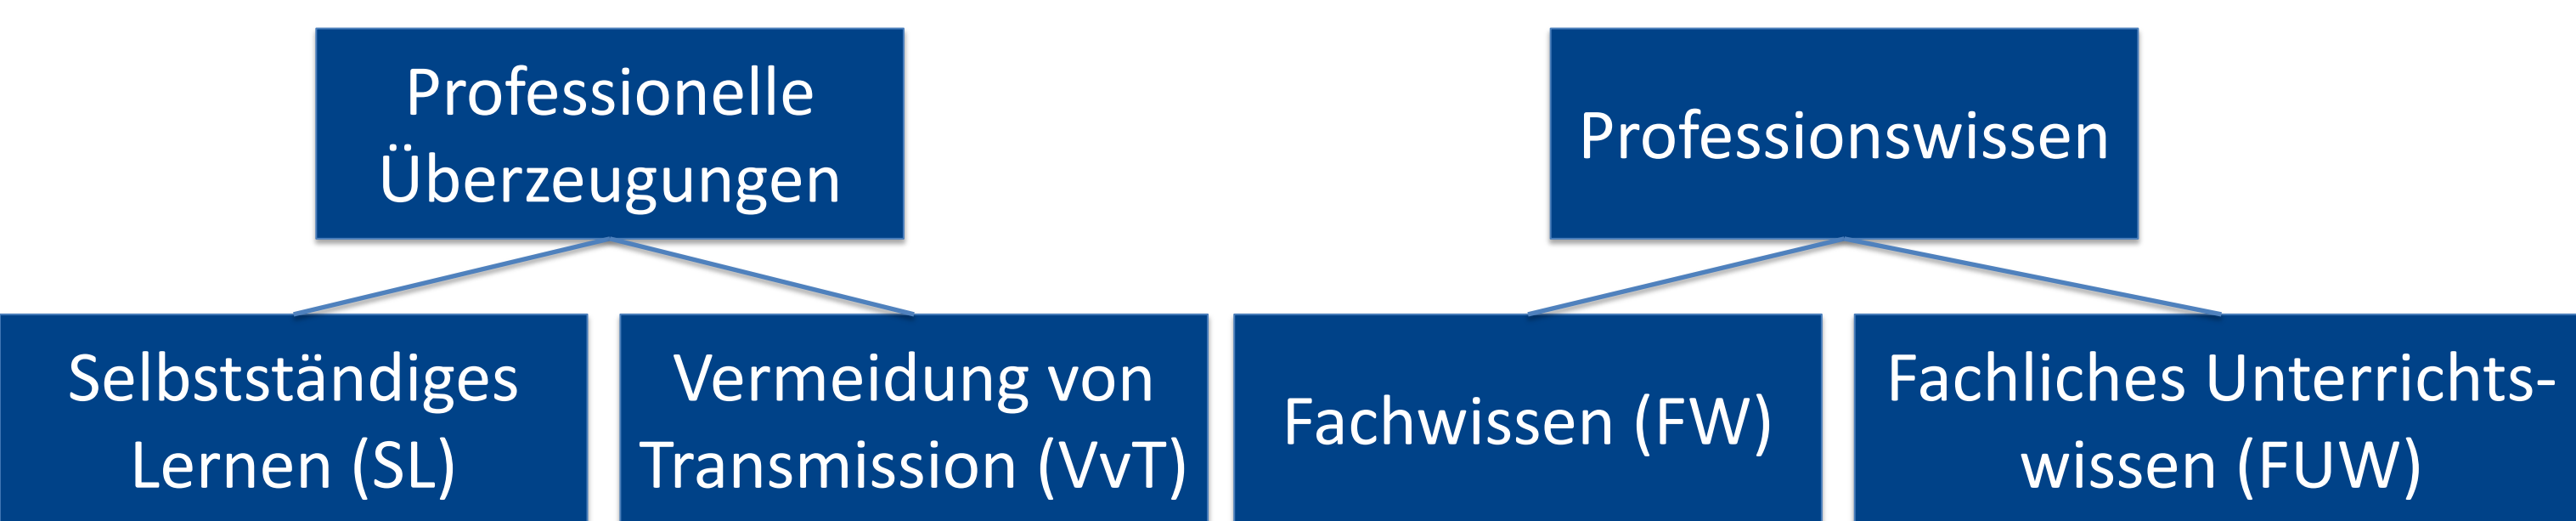 Professionelle
Überzeugungen
Professionswissen
Selbstständiges
Lernen (SL)
Vermeidung von
Transmission (VvT)
Fachwissen (FW)
Fachliches Unterrichts-
wissen (FUW)